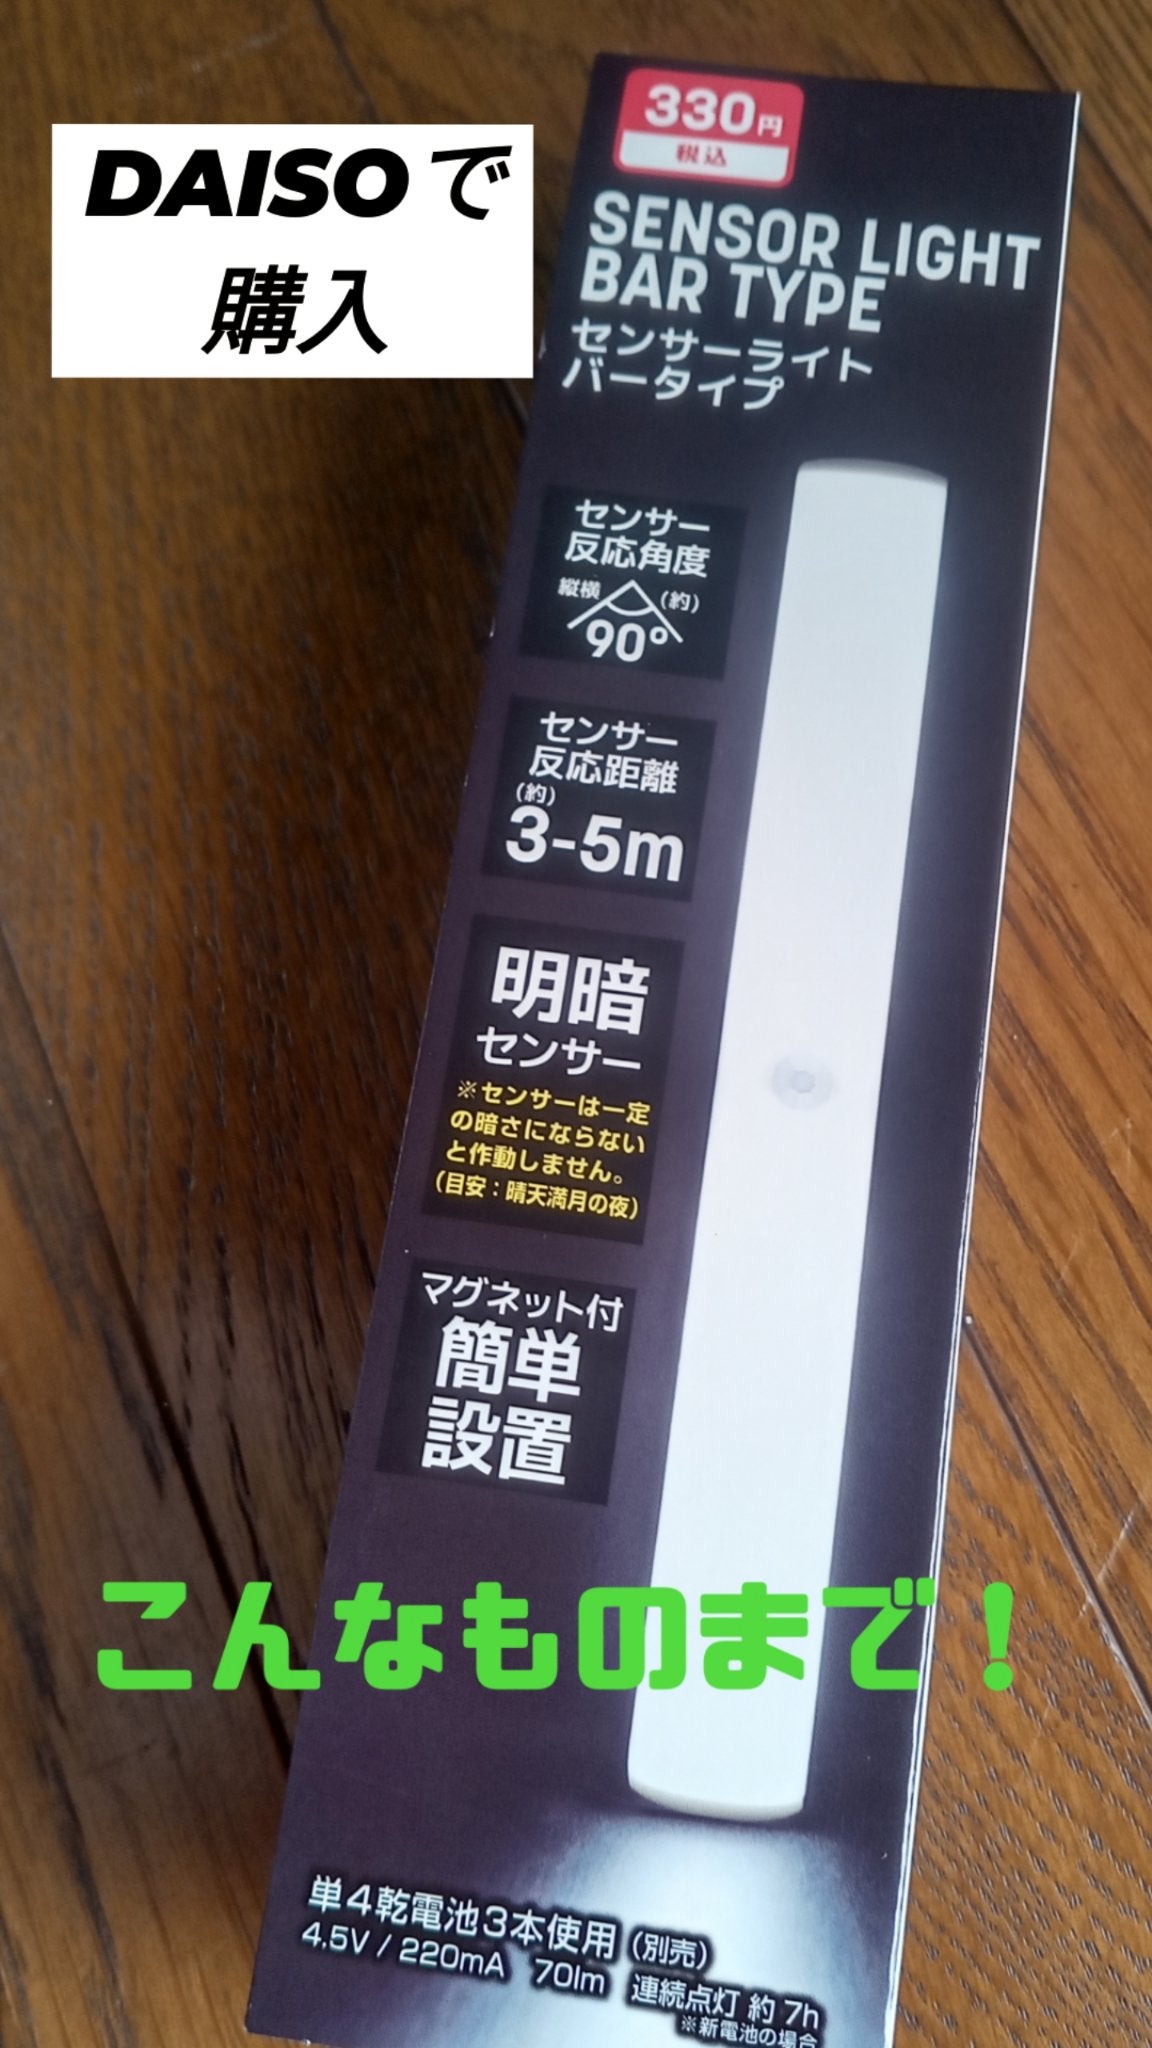 DAISOで
購入
330円
税込
SENSOR LIGHT
BAR TYPE
センサーライト
バータイプ
センサー
反応角度
縦横 (約)
90°
センサー
反応距離
(約)
3-5m
明暗
センサー
※センサーは一定
の暗さにならない
と作動しません。
(目安：晴天満月の夜)
マグネット付
簡単
設置
こんなものまで！
単4乾電池3本使用(別売)
4.5V / 220mA 70lm 連続点灯 約7h
※新電池の場合